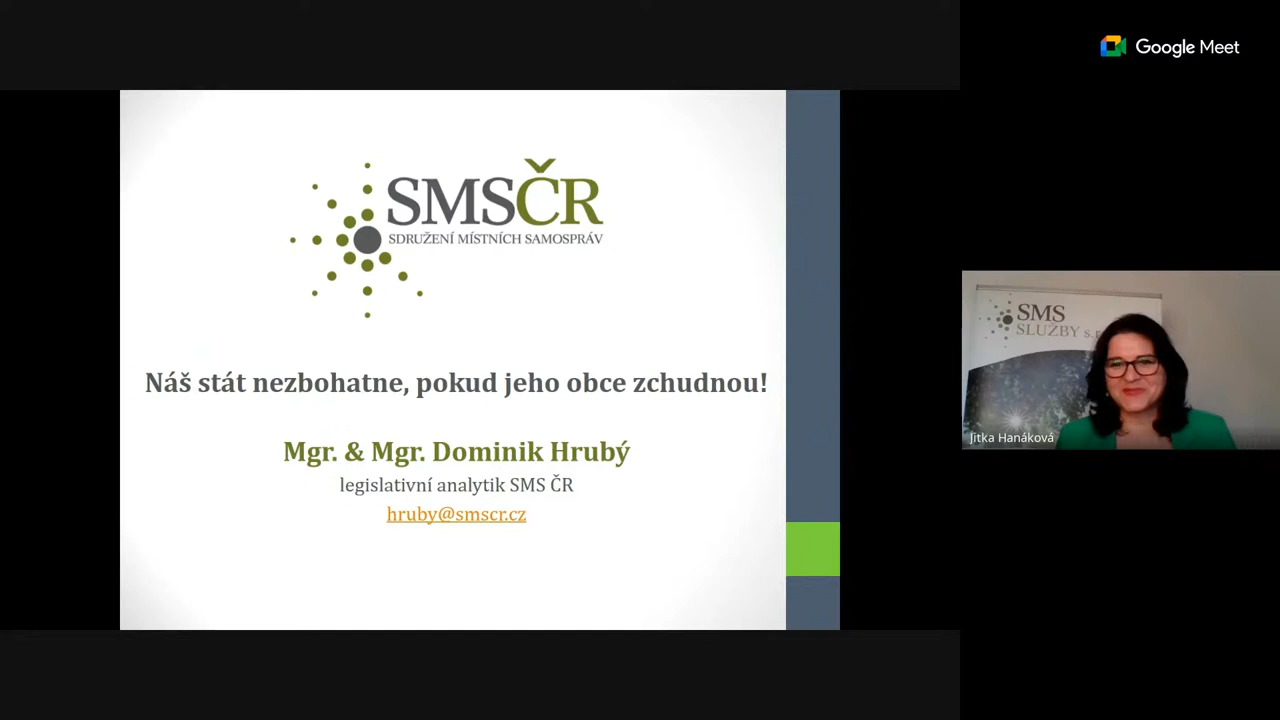 Google Meet
SMSČR
SDRUŽENÍ MÍSTNÍCH SAMOSPRÁV
Náš stát nezbohatne, pokud jeho obce zchudnou!
Mgr. & Mgr. Dominik Hrubý
legislativní analytik SMS ČR
hruby@smscr.cz
SMS
SLUŽBY s.
Jitka Hanáková